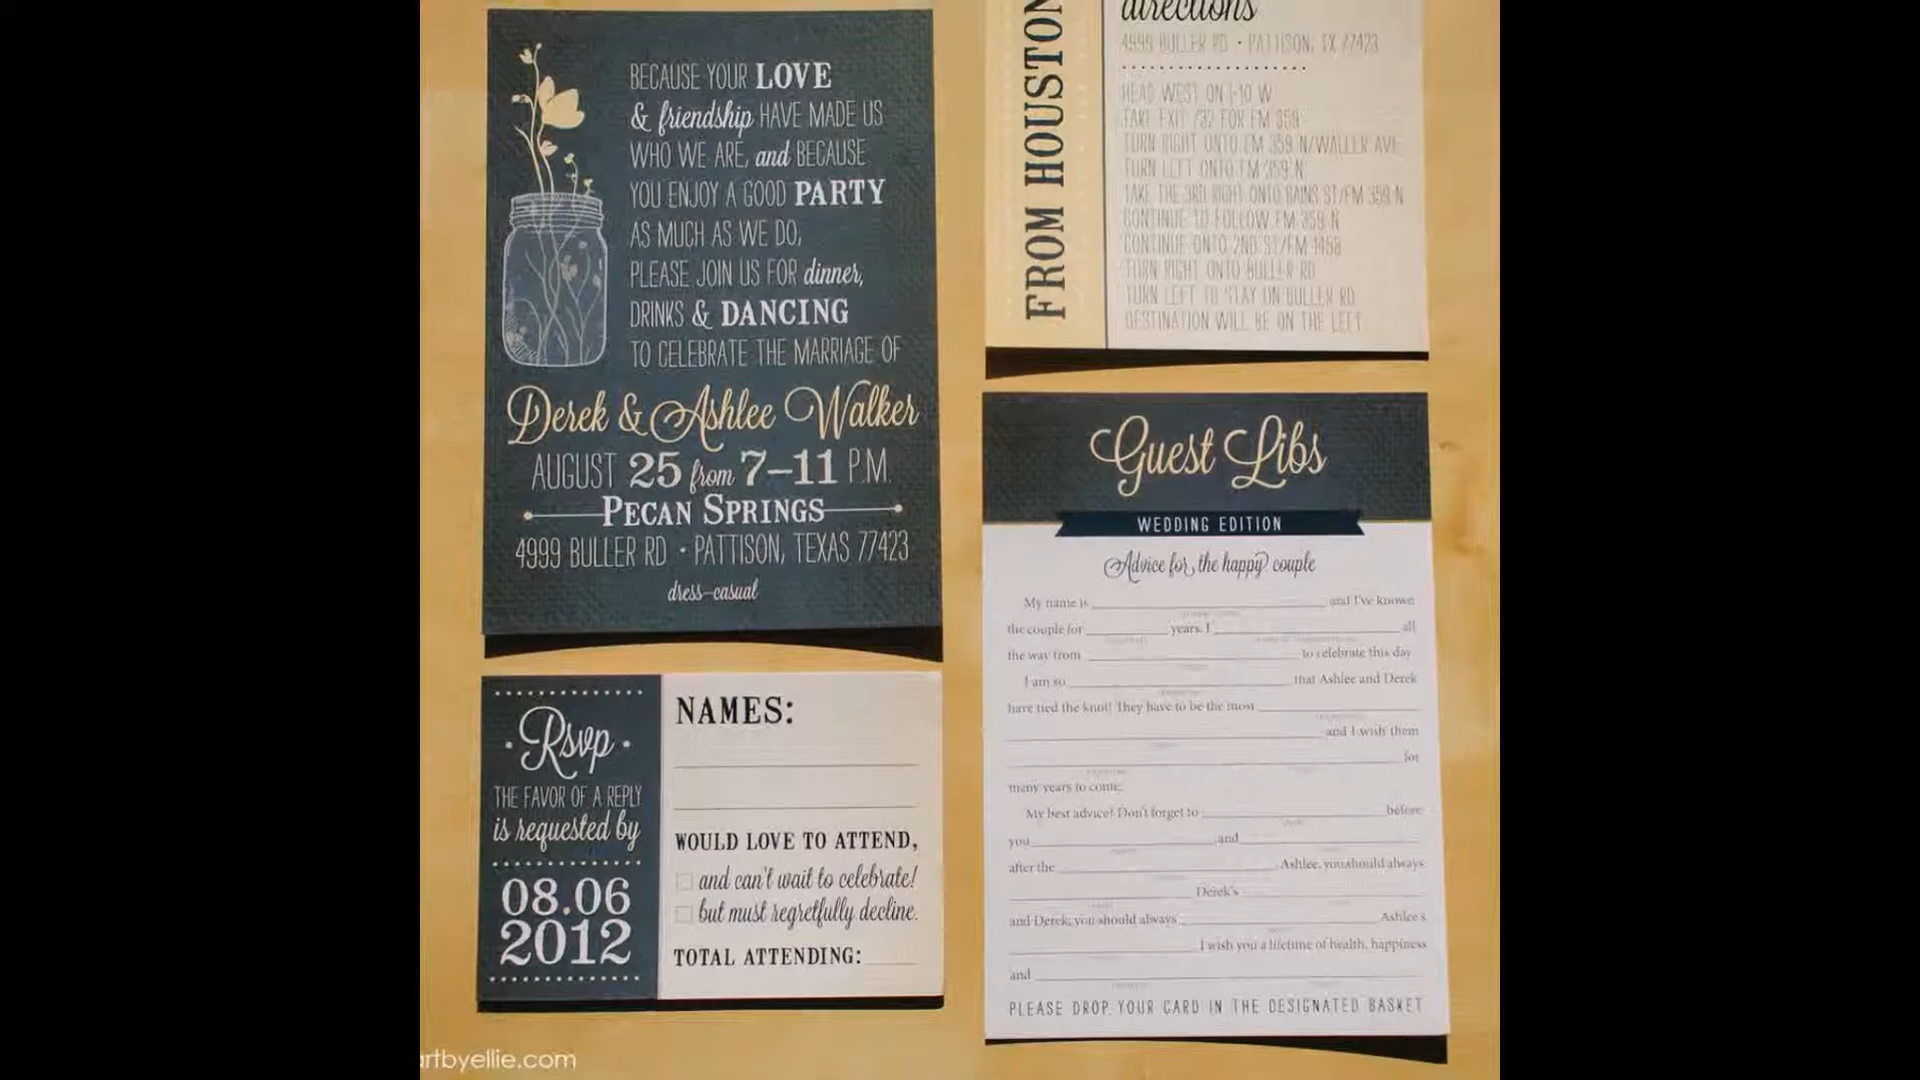 BECAUSE YOUR LOVE
& friendship HAVE MADE US
WHO WE ARE, and BECAUSE
YOU ENJOY A GOOD PARTY
AS MUCH AS WE DO,
PLEASE JOIN US FOR dinner,
DRINKS & DANCING
TO CELEBRATE THE MARRIAGE OF
Derek & Ashlee Walker
AUGUST 25 from 7–11 P.M.
PECAN SPRINGS
4999 BULLER RD • PATTISON, TEXAS 77423
dress–casual
Rsvp
THE FAVOR OF A REPLY
is requested by
08.06
2012
NAMES:
WOULD LOVE TO ATTEND,
and can't wait to celebrate!
but must regretfully decline.
TOTAL ATTENDING:
FROM HOUSTON
directions
4999 BULLER RD • PATTISON, TX 77423
HEAD WEST ON I-10 W
TAKE EXIT 732 FOR FM 359
TURN RIGHT ONTO FM 359 N/WALLER AVE
TURN LEFT ONTO FM 359 N
TAKE THE 3RD RIGHT ONTO BAINS ST/FM 359 N
CONTINUE TO FOLLOW FM 359 N
CONTINUE ONTO 2ND ST/FM 1458
TURN RIGHT ONTO BULLER RD
TURN LEFT TO STAY ON BULLER RD
DESTINATION WILL BE ON THE LEFT
Guest Libs
WEDDING EDITION
Advice for the happy couple
My name is and I've known
the couple for years. I all
the way from to celebrate this day
I am so that Ashlee and Derek
have tied the knot! They have to be the most
and I wish them
for
many years to come.
My best advice? Don't forget to before
you and
after the Ashlee, you should always
Derek's
and Derek, you should always Ashlee's
I wish you a lifetime of health, happiness
and
PLEASE DROP YOUR CARD IN THE DESIGNATED BASKET
artbyellie.com